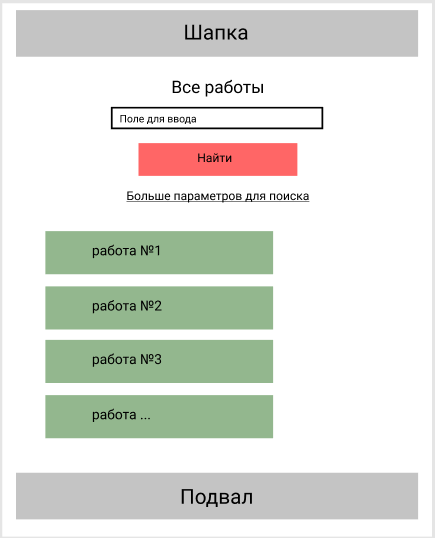 Шапка
Все работы
Поле для ввода
Найти
Больше параметров для поиска
работа №1
работа №2
работа №3
работа ...
Подвал